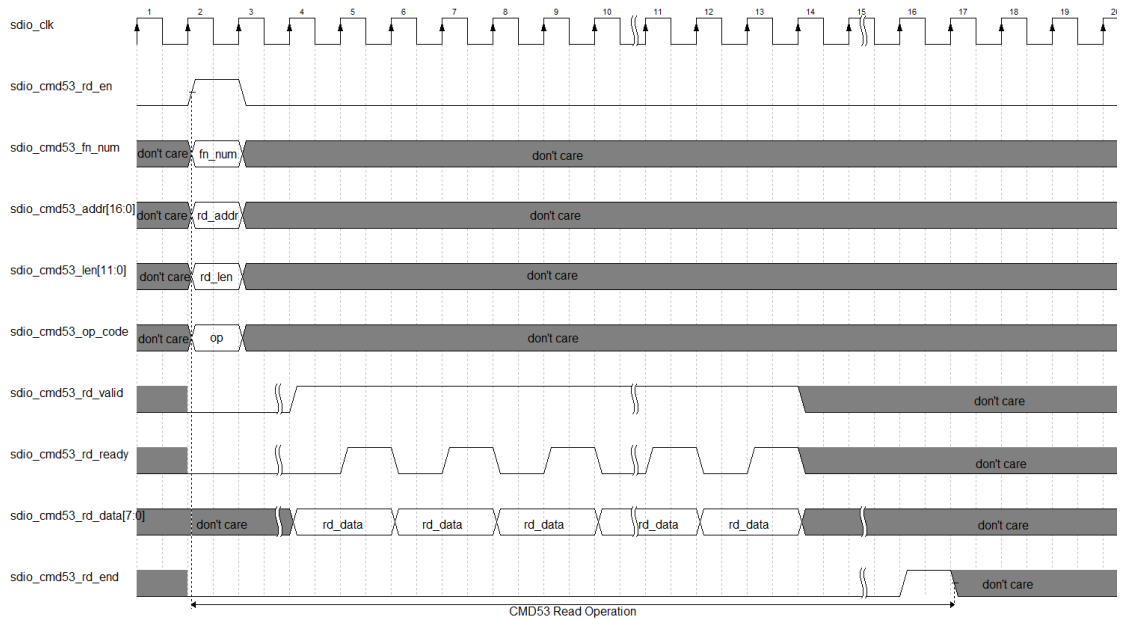 1 2 3 4 5 6 7 8 9 10 11 12 13 14 15 16 17 18 19 20
sdio_clk
sdio_cmd53_rd_en
sdio_cmd53_fn_num don't care fn_num don't care
sdio_cmd53_addr[16:0] don't care rd_addr don't care
sdio_cmd53_len[11:0] don't care rd_len don't care
sdio_cmd53_op_code don't care op don't care
sdio_cmd53_rd_valid don't care
sdio_cmd53_rd_ready don't care
sdio_cmd53_rd_data[7:0] don't care rd_data rd_data rd_data rd_data rd_data don't care
sdio_cmd53_rd_end don't care
CMD53 Read Operation